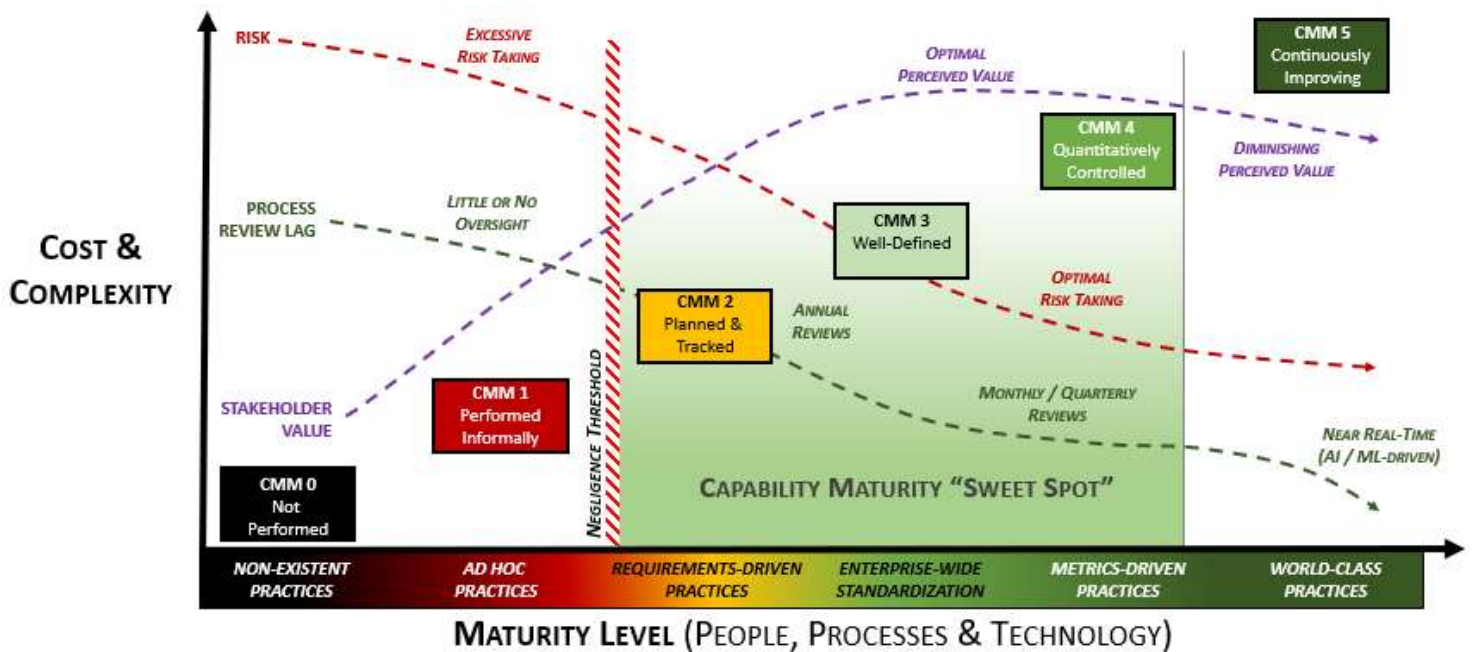 RISK
EXCESSIVE
RISK TAKING
OPTIMAL
PERCEIVED VALUE
CMM 5
Continuously
Improving
CMM 4
Quantitatively
Controlled
DIMINISHING
PERCEIVED VALUE
PROCESS
REVIEW LAG
LITTLE OR NO
OVERSIGHT
CMM 3
Well-Defined
COST &
COMPLEXITY
OPTIMAL
RISK TAKING
CMM 2
Planned &
Tracked
ANNUAL
REVIEWS
NEGLIGENCE THRESHOLD
STAKEHOLDER
VALUE
CMM 1
Performed
Informally
MONTHLY / QUARTERLY
REVIEWS
NEAR REAL-TIME
(AI / ML-DRIVEN)
CMM 0
Not
Performed
CAPABILITY MATURITY “SWEET SPOT”
NON-EXISTENT
PRACTICES
AD HOC
PRACTICES
REQUIREMENTS-DRIVEN
PRACTICES
ENTERPRISE-WIDE
STANDARDIZATION
METRICS-DRIVEN
PRACTICES
WORLD-CLASS
PRACTICES
MATURITY LEVEL (PEOPLE, PROCESSES & TECHNOLOGY)